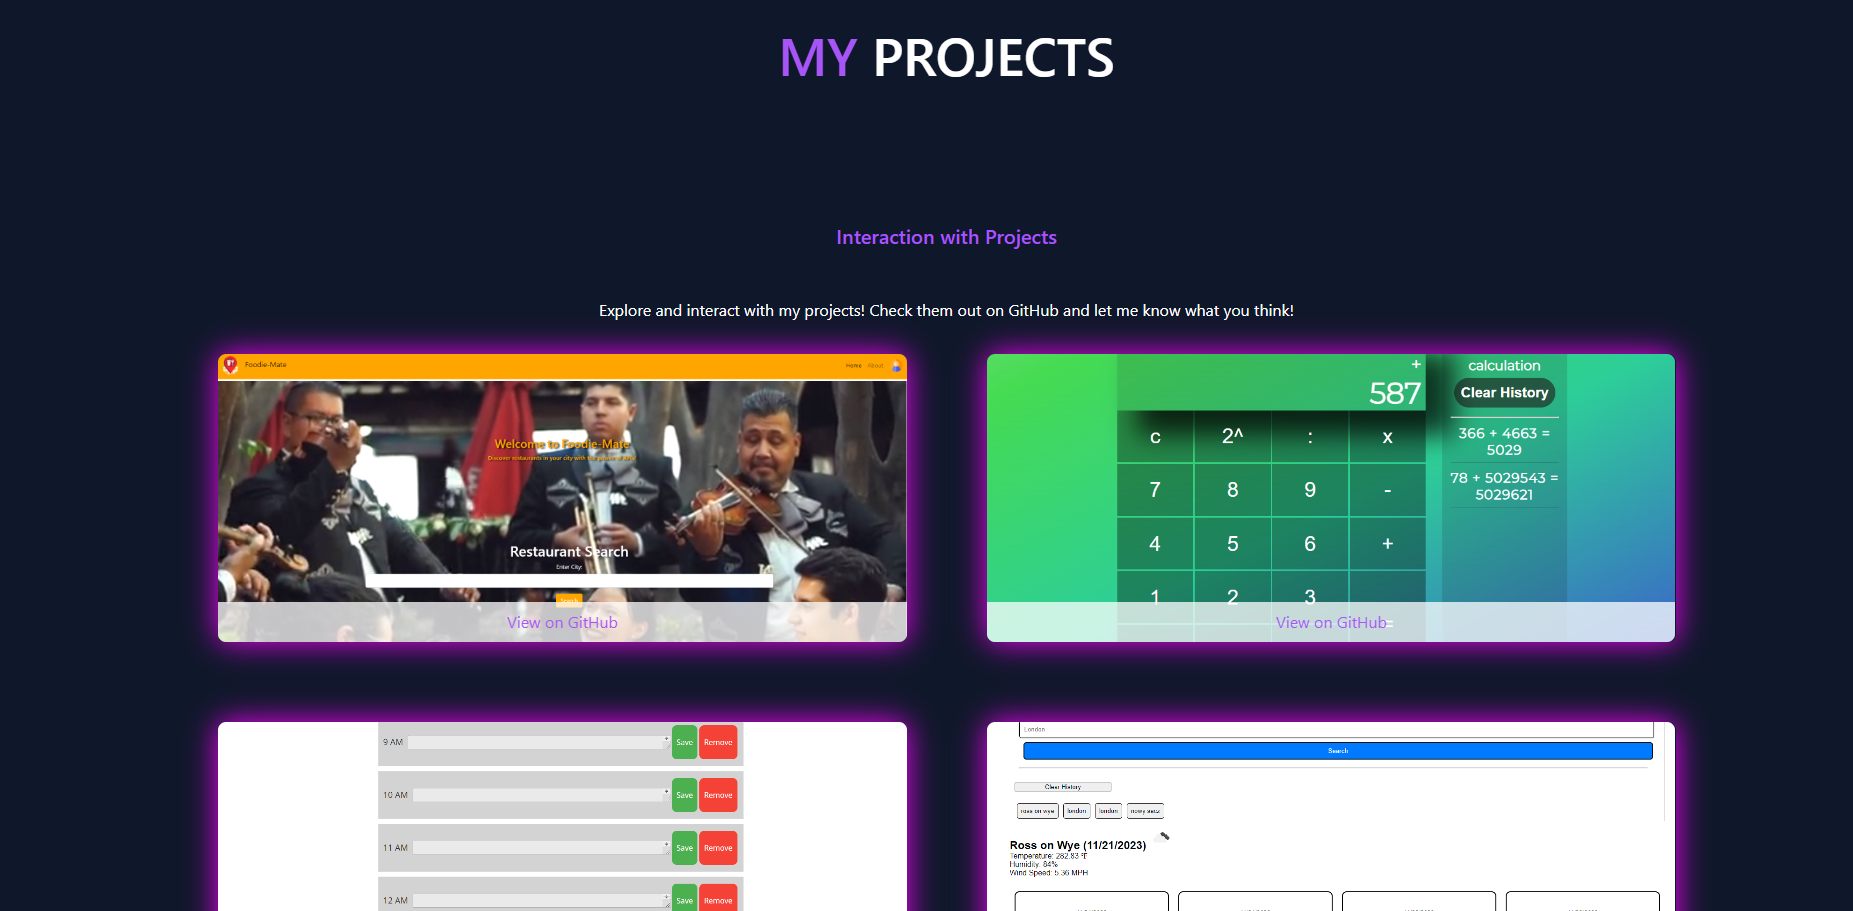 MY PROJECTS
Interaction with Projects
Explore and interact with my projects! Check them out on GitHub and let me know what you think!
Foodie-Mate
Home About
Welcome to Foodie-Mate
Discover restaurants in your city with the
Restaurant Search
Enter City:
Search
View on GitHub
+
587
c 2^ : x
7 8 9 -
4 5 6 +
1 2 3
=
calculation
Clear History
366 + 4663 =
5029
78 + 5029543 =
5029621
View on GitHub
9 AM Save Remove
10 AM Save Remove
11 AM Save Remove
12 AM Save Remove
London
Search
Clear History
ross on wye london london nowy sacz
Ross on Wye (11/21/2023)
Temperature: 282.83 °F
Humidity: 84%
Wind Speed: 5.36 MPH